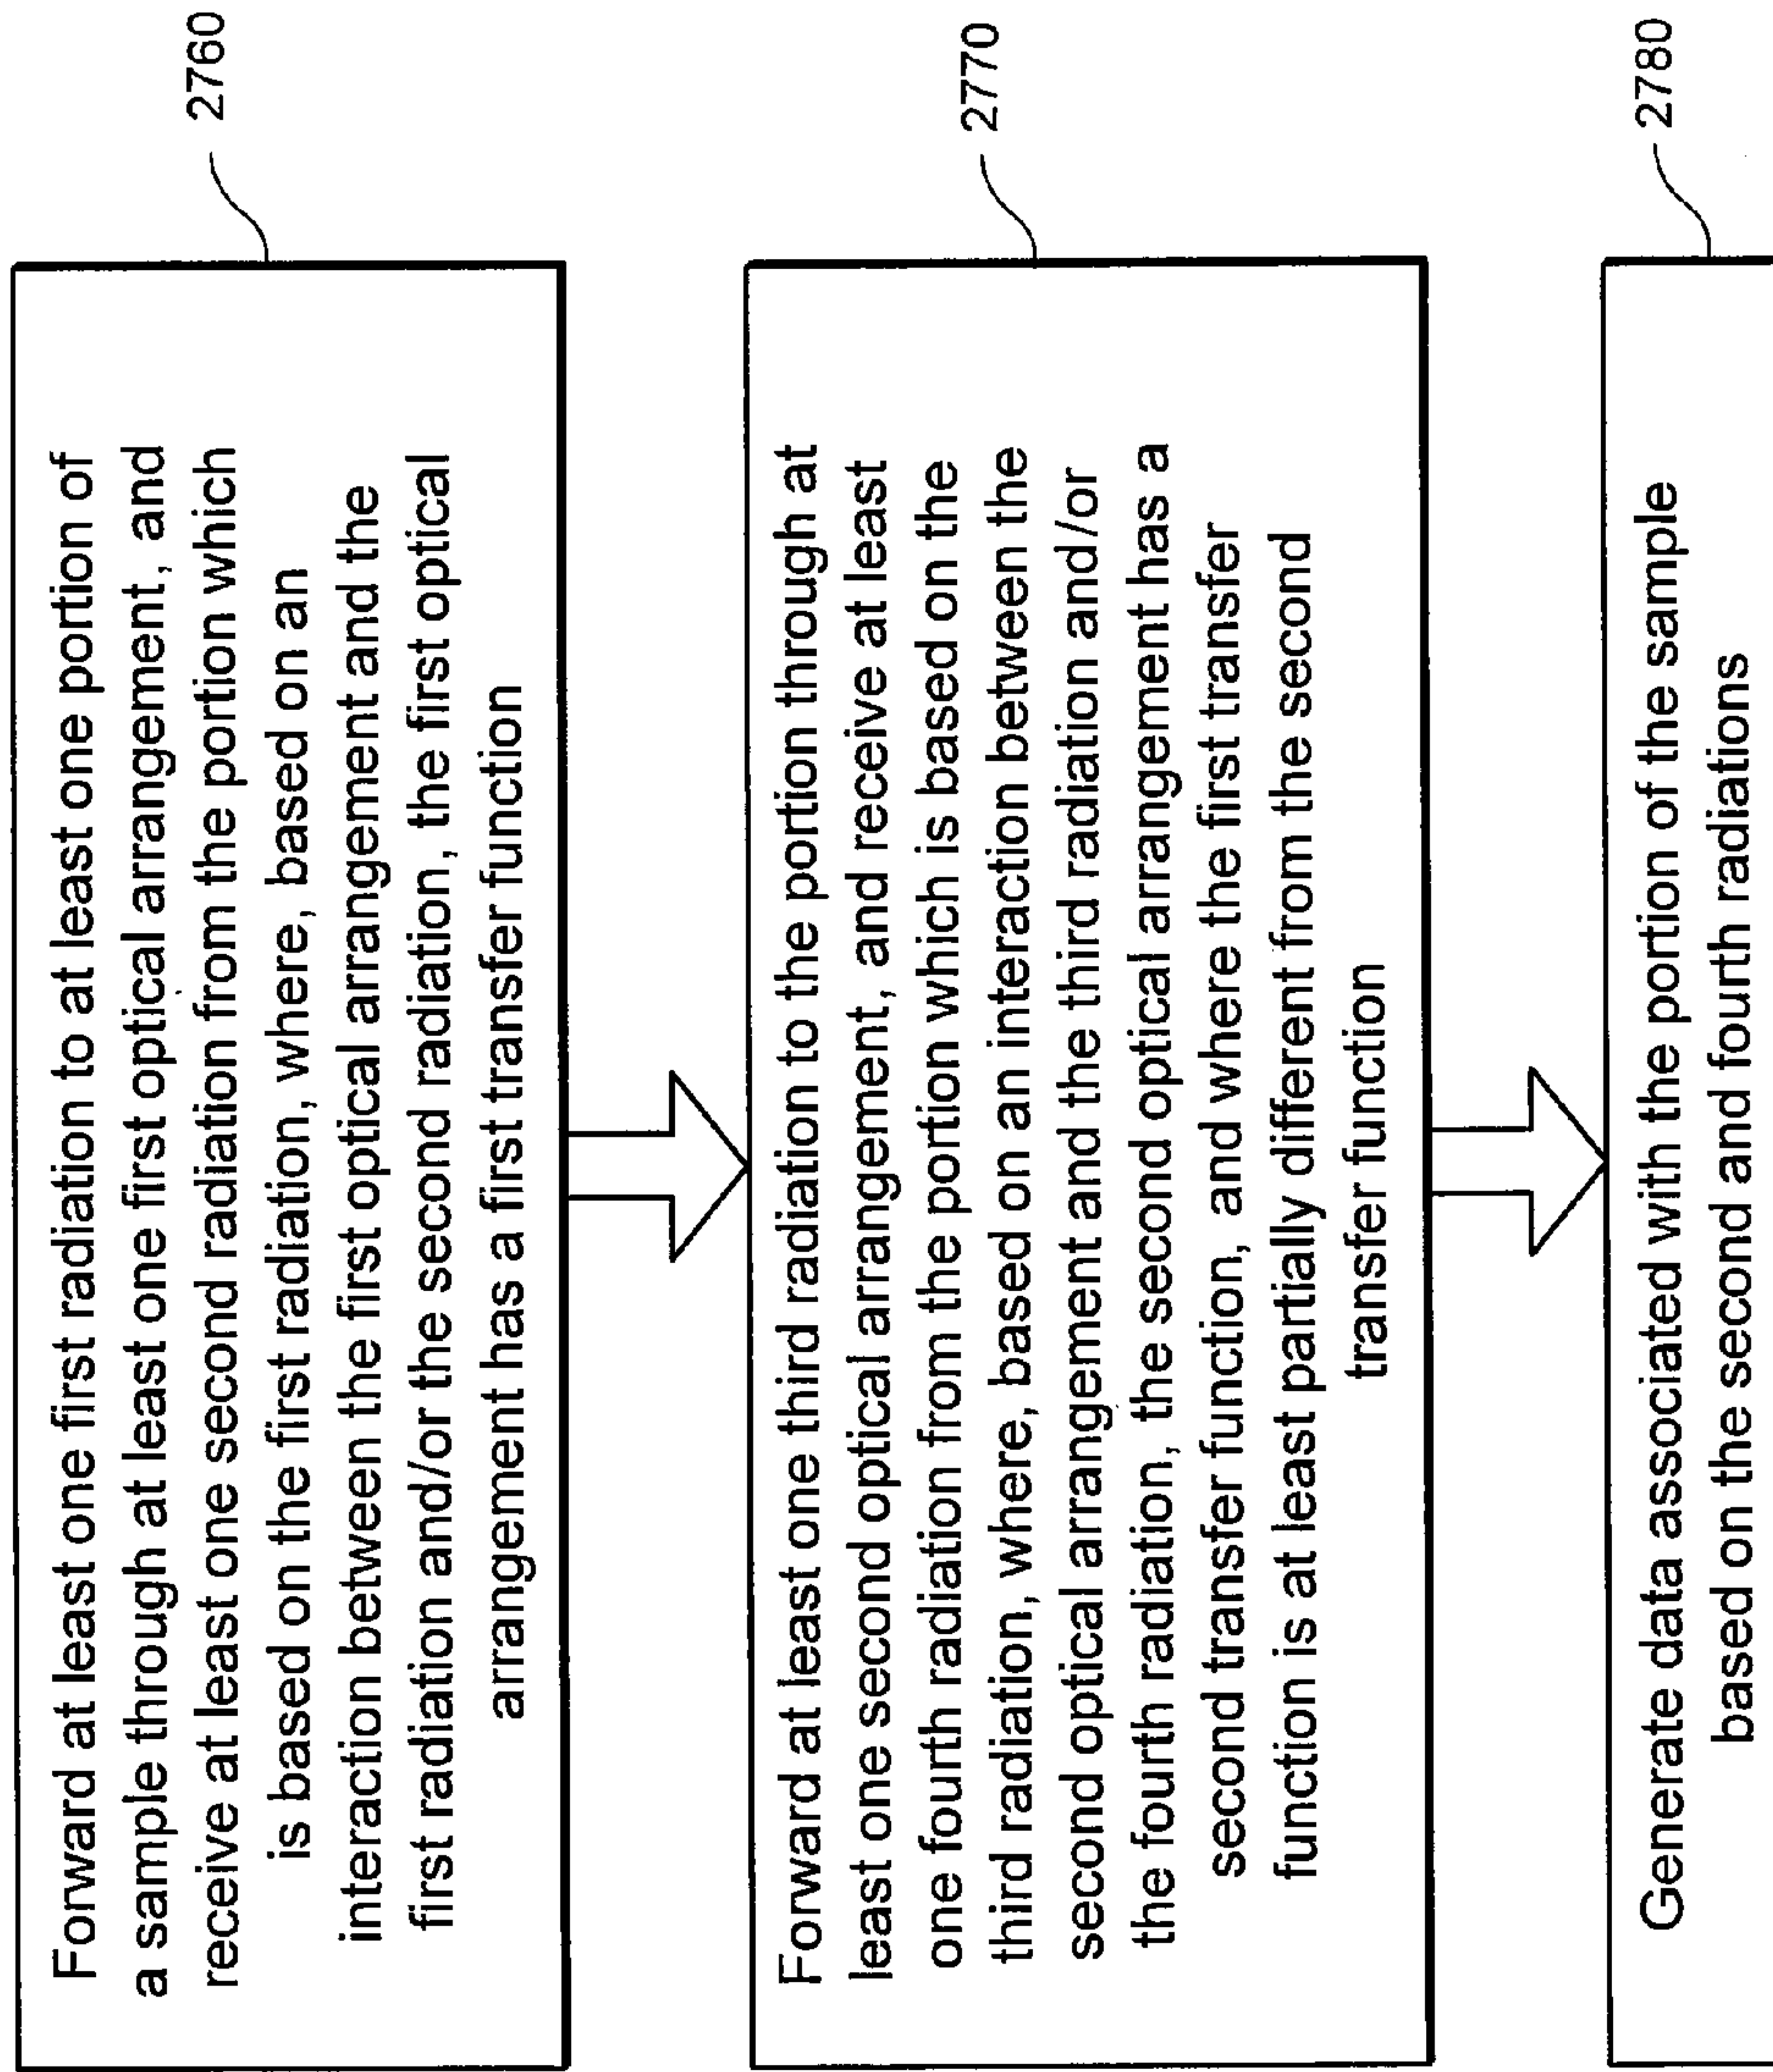 Forward at least one first radiation to at least one portion of
a sample through at least one first optical arrangement, and
receive at least one second radiation from the portion which
is based on the first radiation, where, based on an
interaction between the first optical arrangement and the
first radiation and/or the second radiation, the first optical
arrangement has a first transfer function
2760
Forward at least one third radiation to the portion through at
least one second optical arrangement, and receive at least
one fourth radiation from the portion which is based on the
third radiation, where, based on an interaction between the
second optical arrangement and the third radiation and/or
the fourth radiation, the second optical arrangement has a
second transfer function, and where the first transfer
function is at least partially different from the second
transfer function
2770
Generate data associated with the portion of the sample
based on the second and fourth radiations
2780